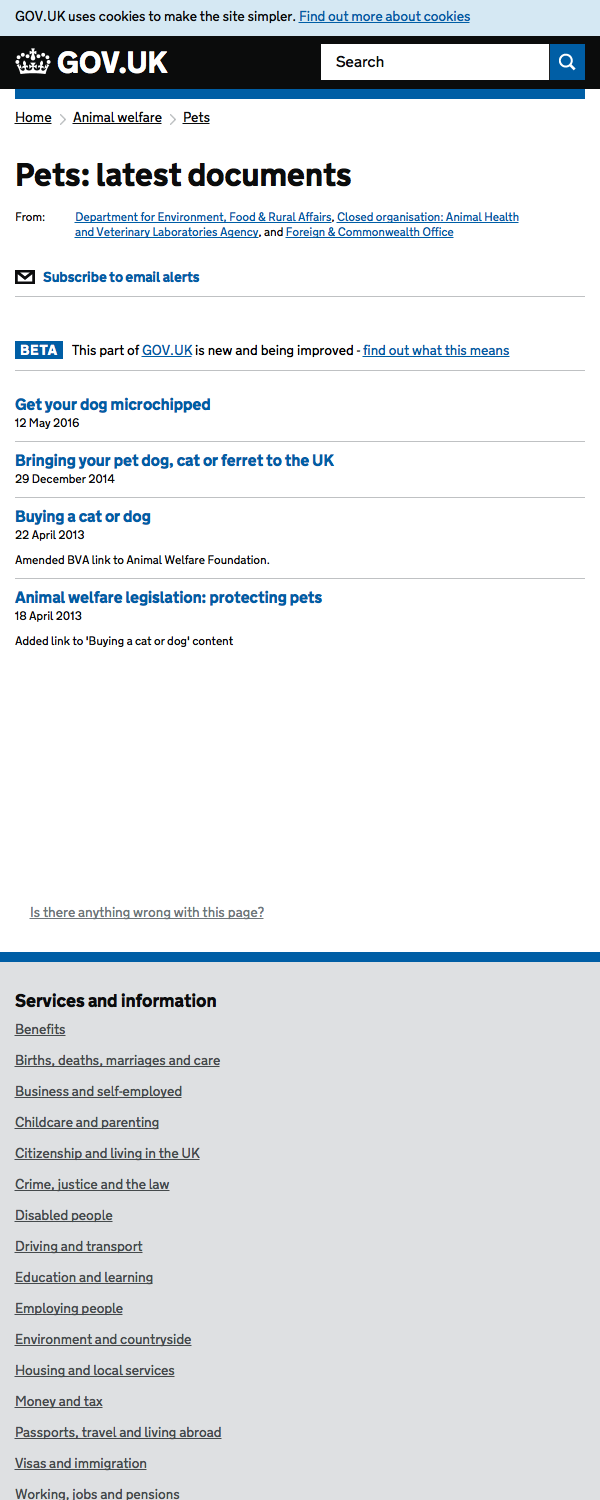 GOV.UK uses cookies to make the site simpler. Find out more about cookies
GOV.UK
Search
Home
Animal welfare
Pets
Pets: latest documents
From: Department for Environment, Food & Rural Affairs, Closed organisation: Animal Health
and Veterinary Laboratories Agency, and Foreign & Commonwealth Office
Subscribe to email alerts
BETA This part of GOV.UK is new and being improved - find out what this means
Get your dog microchipped
12 May 2016
Bringing your pet dog, cat or ferret to the UK
29 December 2014
Buying a cat or dog
22 April 2013
Amended BVA link to Animal Welfare Foundation.
Animal welfare legislation: protecting pets
18 April 2013
Added link to 'Buying a cat or dog' content
Is there anything wrong with this page?
Services and information
Benefits
Births, deaths, marriages and care
Business and self-employed
Childcare and parenting
Citizenship and living in the UK
Crime, justice and the law
Disabled people
Driving and transport
Education and learning
Employing people
Environment and countryside
Housing and local services
Money and tax
Passports, travel and living abroad
Visas and immigration
Working, jobs and pensions